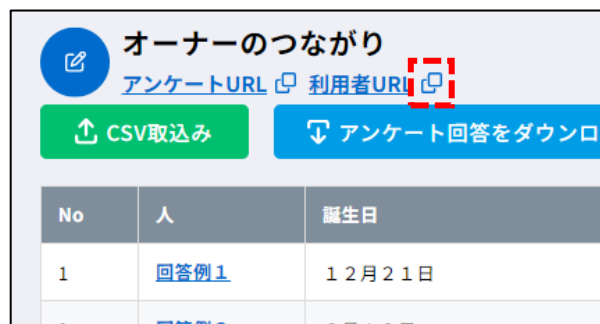 オーナーのつながり
アンケートURL 利用者URL
CSV取込み アンケート回答をダウンロ
No 人 誕生日
1 回答例１ １２月２１日